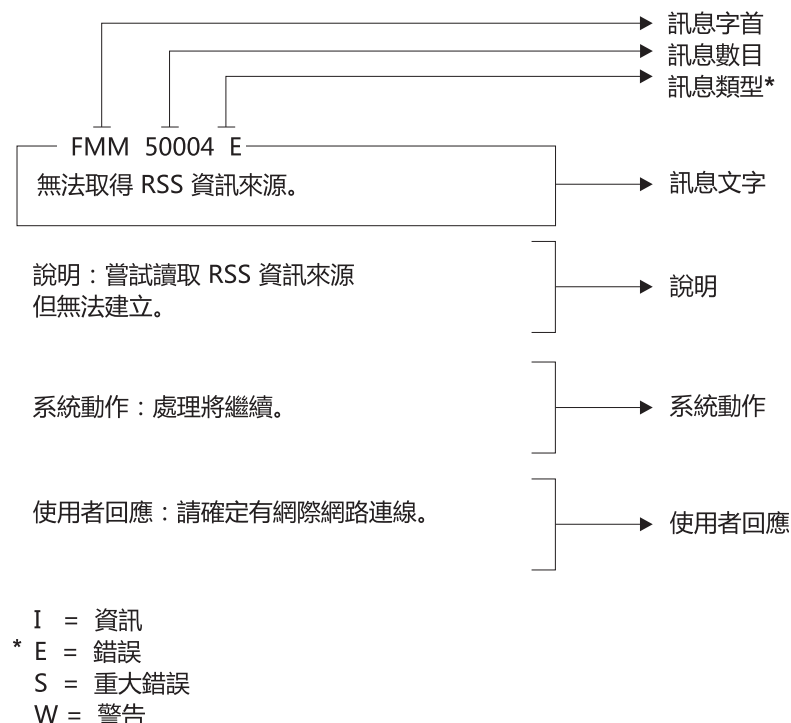 訊息字首
訊息數目
訊息類型*
FMM 50004 E
無法取得 RSS 資訊來源。
訊息文字
說明：嘗試讀取 RSS 資訊來源
但無法建立。
說明
系統動作：處理將繼續。
系統動作
使用者回應：請確定有網際網路連線。
使用者回應
I = 資訊
* E = 錯誤
S = 重大錯誤
W = 警告